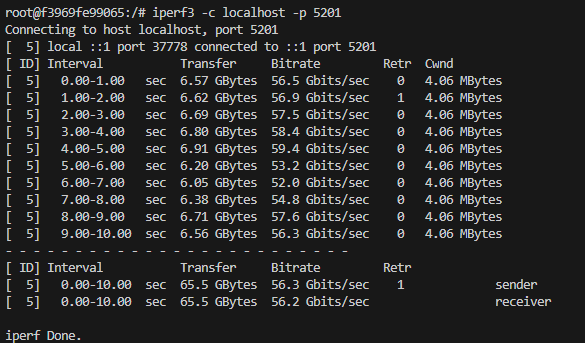 root@f3969fe99065:/# iperf3 -c localhost -p 5201
Connecting to host localhost, port 5201
[  5] local ::1 port 37778 connected to ::1 port 5201
[ ID] Interval           Transfer     Bitrate         Retr  Cwnd
[  5]   0.00-1.00   sec  6.57 GBytes  56.5 Gbits/sec    0   4.06 MBytes
[  5]   1.00-2.00   sec  6.62 GBytes  56.9 Gbits/sec    1   4.06 MBytes
[  5]   2.00-3.00   sec  6.69 GBytes  57.5 Gbits/sec    0   4.06 MBytes
[  5]   3.00-4.00   sec  6.80 GBytes  58.4 Gbits/sec    0   4.06 MBytes
[  5]   4.00-5.00   sec  6.91 GBytes  59.4 Gbits/sec    0   4.06 MBytes
[  5]   5.00-6.00   sec  6.20 GBytes  53.2 Gbits/sec    0   4.06 MBytes
[  5]   6.00-7.00   sec  6.05 GBytes  52.0 Gbits/sec    0   4.06 MBytes
[  5]   7.00-8.00   sec  6.38 GBytes  54.8 Gbits/sec    0   4.06 MBytes
[  5]   8.00-9.00   sec  6.71 GBytes  57.6 Gbits/sec    0   4.06 MBytes
[  5]   9.00-10.00  sec  6.56 GBytes  56.3 Gbits/sec    0   4.06 MBytes
- - - - - - - - - - - - - - - - - - - - - - - - -
[ ID] Interval           Transfer     Bitrate         Retr
[  5]   0.00-10.00  sec  65.5 GBytes  56.3 Gbits/sec    1             sender
[  5]   0.00-10.00  sec  65.5 GBytes  56.2 Gbits/sec                  receiver

iperf Done.